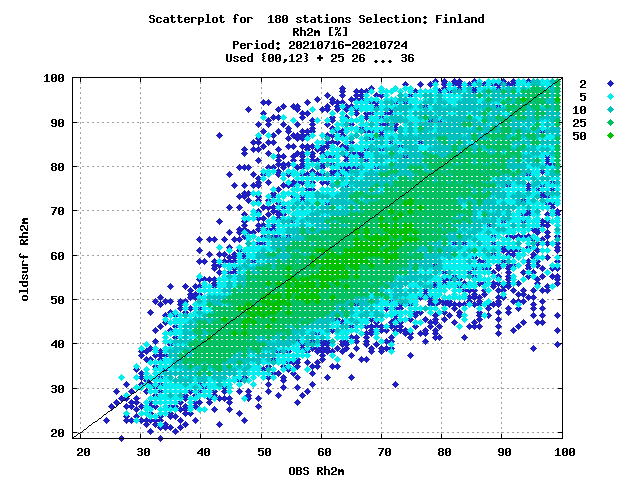 Scatterplot for  180 stations Selection: Finland
Rh2m [%]
Period: 20210716-20210724
Used {00,12} + 25 26 ... 36
100
90
80
70
60
50
40
30
20
oldsurf Rh2m
20 30 40 50 60 70 80 90 100
OBS Rh2m
2
5
10
25
50